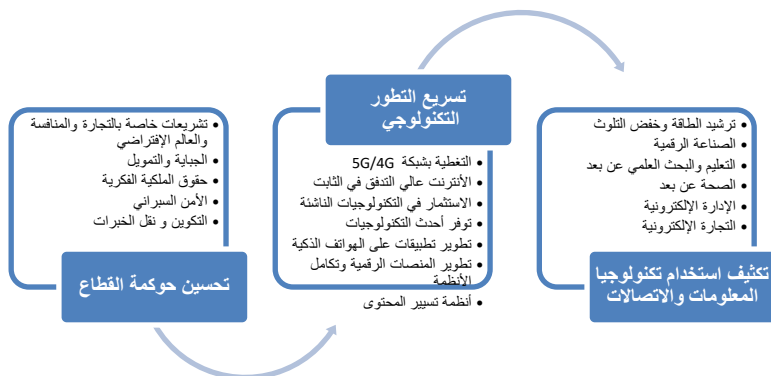 تشريعات خاصة بالتجارة والمنافسة
والعالم الإفتراضي
الجباية والتمويل
حقوق الملكية الفكرية
الأمن السبراني
التكوين و نقل الخبرات
تحسين حوكمة القطاع
تسريع التطور
التكنولوجي
التغطية بشبكة 5G/4G
الأنترنت عالي التدفق في الثابت
الاستثمار في التكنولوجيات الناشئة
توفر أحدث التكنولوجيات
تطوير تطبيقات على الهواتف الذكية
تطوير المنصات الرقمية وتكامل
الأنظمة
أنظمة تسيير المحتوى
ترشيد الطاقة وخفض التلوث
الصناعة الرقمية
التعليم والبحث العلمي عن بعد
الصحة عن بعد
الإدارة الإلكترونية
التجارة الإلكترونية
تكثيف استخدام تكنولوجيا
المعلومات والاتصالات